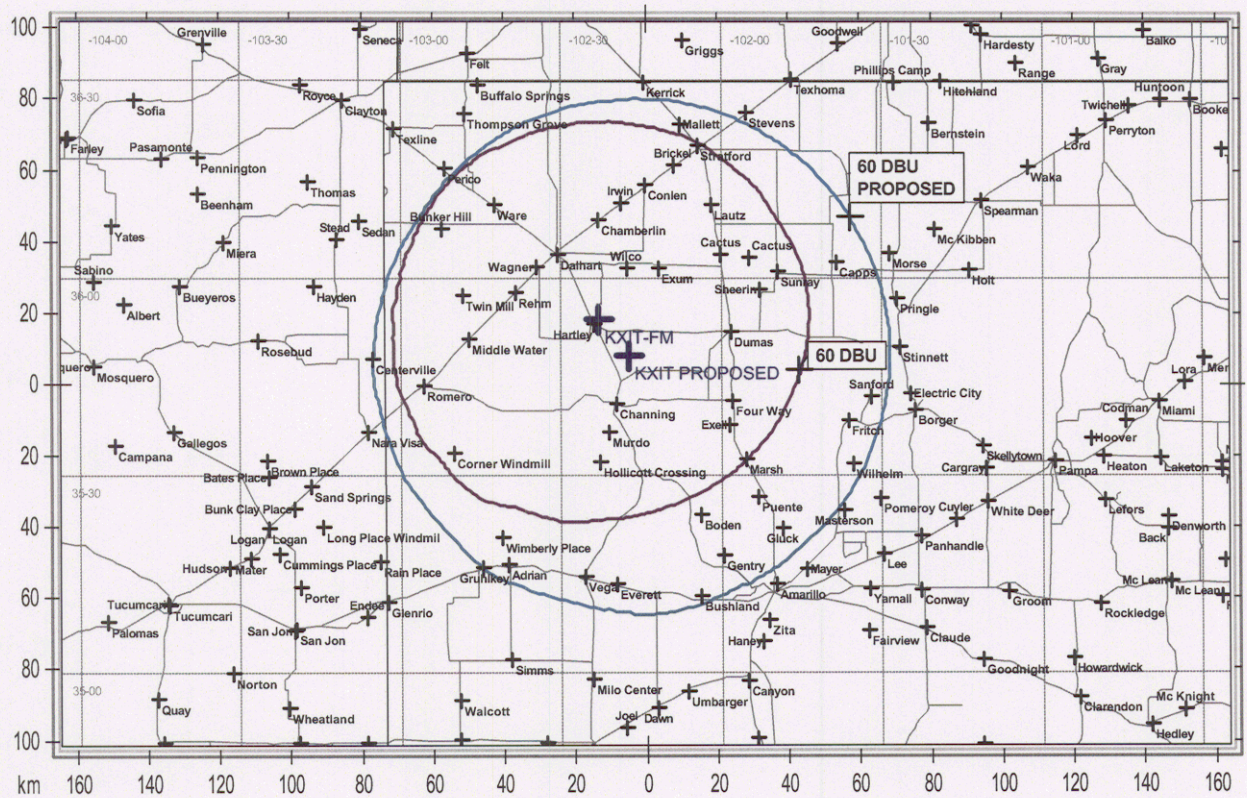 100
Grenville
-104-00
-103-30
Seneca
-103-00
-102-30
Griggs
-102-00
Goodwell
-101-30
Hardesty
-101-00
Balko
Felt
Range
Gray
80
36-30
Sofia
Royce
Clayton
Buffalo Springs
Kerrick
Texhoma
Phillips Camp
Hitchland
Huntoon
Twichell
Booke
Farley
Texline
Thompson Grove
Mallett
Stevens
Bernstein
Perryton
Lord
Pasamonte
Pennington
Brickel
Stratford
60
Perico
60 DBU
PROPOSED
Waka
Thomas
Beenham
Irwin
Conlen
Spearman
Yates
Stead
Sedan
Bunker Hill
Ware
Chamberlin
Lautz
Mc Kibben
40
Miera
Cactus
Cactus
Morse
Sabino
Wagner
Dalhart
Wilco
Exum
Capps
Holt
36-00
Bueyeros
Hayden
Twin Mill
Rehm
Sheerin
Sunray
Pringle
20
Albert
Hartley
KXIT-FM
Dumas
Rosebud
Middle Water
Stinnett
quero
Mosquero
Centerville
KXIT PROPOSED
60 DBU
Lora
Mer
0
Romero
Sanford
Electric City
Miami
Channing
Four Way
Borger
Codman
Gallegos
Nara Visa
Murdo
Exell
Fritch
Hoover
Campana
Skellytown
20
Brown Place
Corner Windmill
Hollicott Crossing
Marsh
Wilhelm
Cargray
Pampa
Heaton
Laketon
Bates Place
35-30
Sand Springs
Puente
Pomeroy
Cuyler
White Deer
Lefors
Bunk Clay Place
Boden
Masterson
40
Logan
Logan
Long Place Windmil
Wimberly Place
Gluck
Panhandle
Denworth
Back
Hudson
Mater
Cummings Place
Rain Place
Gruhlkey
Adrian
Gentry
Mayer
Lee
Mc Lean
Mc Lean
60
Tucumcari
Tucumcari
Porter
Endee
Glenrio
Vega
Everett
Bushland
Amarillo
Yarnall
Conway
Groom
Rockledge
Palomas
San Jon
San Jon
Zita
Haney
Fairview
Claude
80
Simms
Goodnight
Howardwick
35-00
Norton
Milo Center
Canyon
Quay
Walcott
Umbarger
Clarendon
Mc Knight
Wheatland
Joel
Dawn
Hedley
100
km
160
140
120
100
80
60
40
20
0
20
40
60
80
100
120
140
160